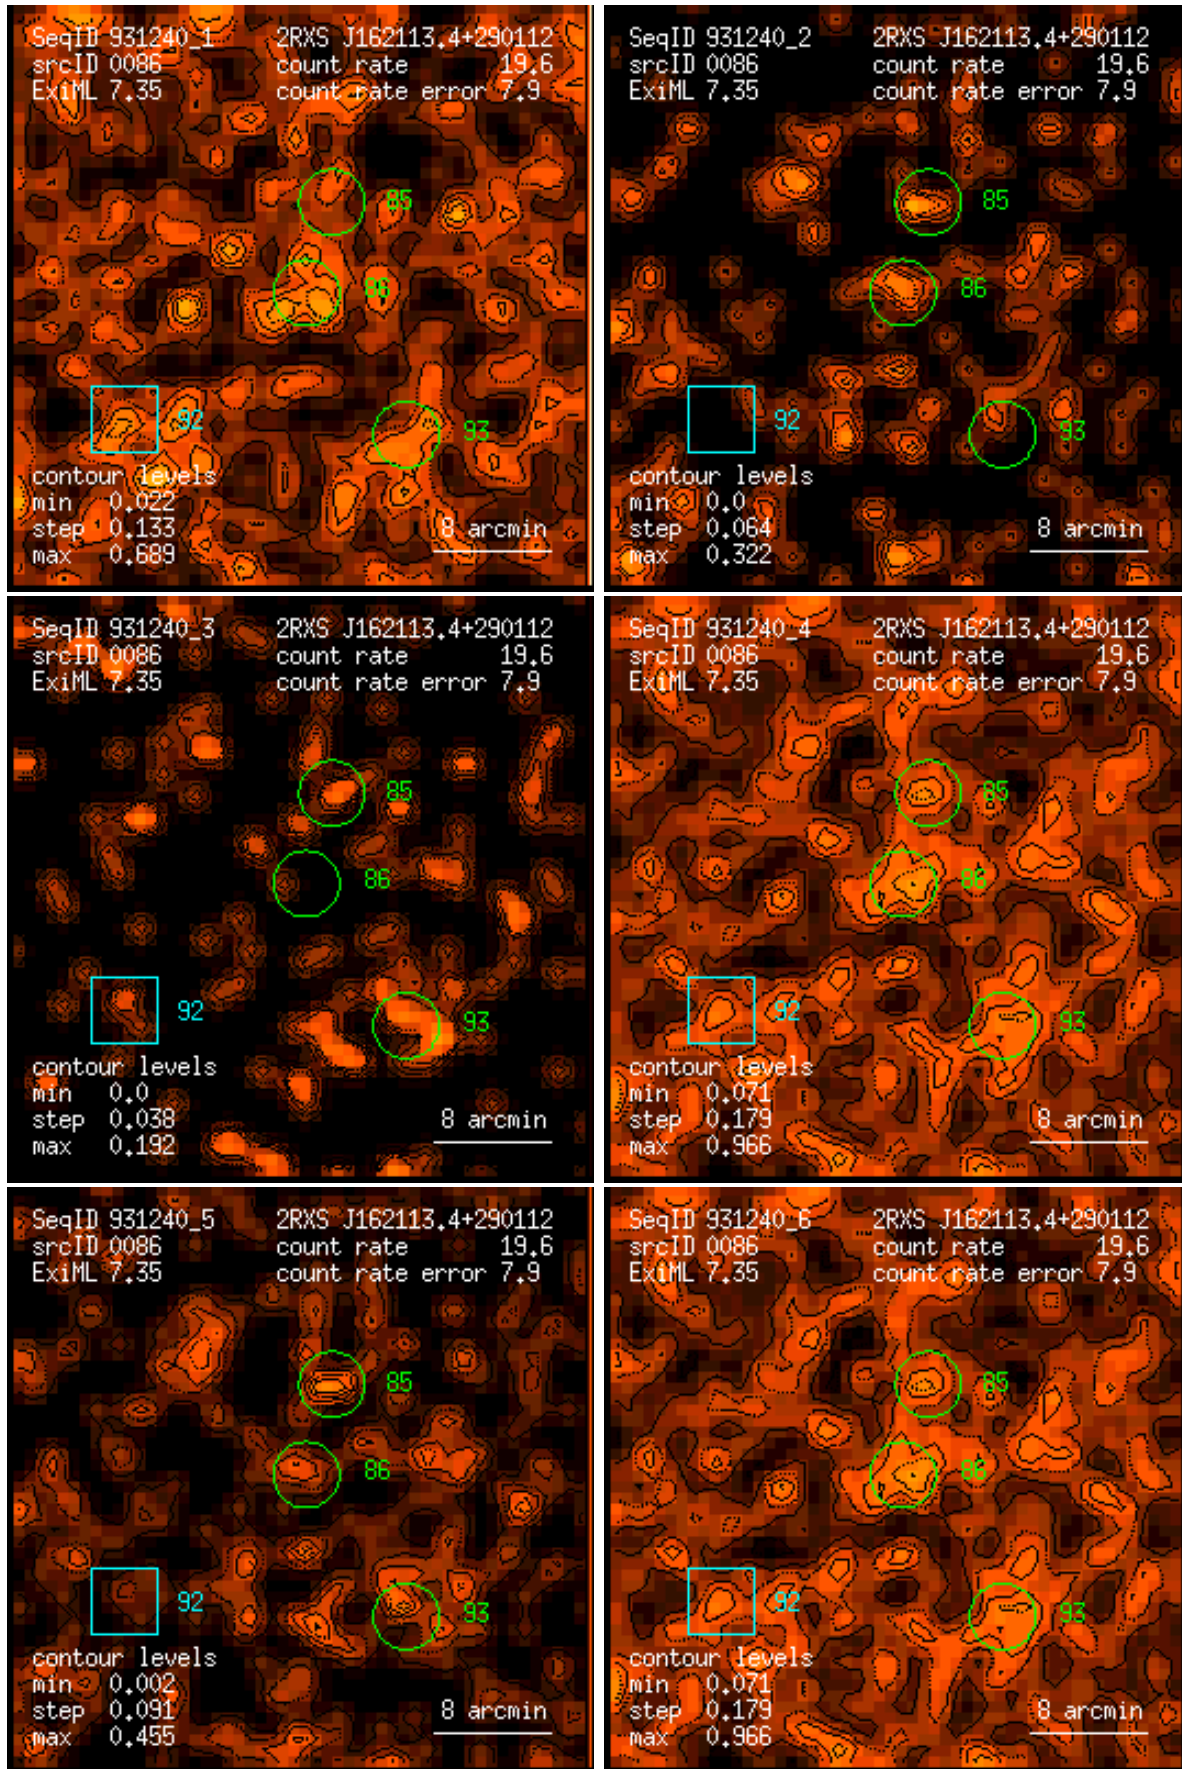 SeqID 931240_1 2RXS J162113.4+290112
srcID 0086 count rate 19.6
ExiML 7.35 count rate error 7.9
85
86
92
93
contour levels
min 0.022
step 0.133
max 0.689
8 arcmin
SeqID 931240_2 2RXS J162113.4+290112
srcID 0086 count rate 19.6
ExiML 7.35 count rate error 7.9
85
86
92
93
contour levels
min 0.0
step 0.064
max 0.322
8 arcmin
SeqID 931240_3 2RXS J162113.4+290112
srcID 0086 count rate 19.6
ExiML 7.35 count rate error 7.9
85
86
92
93
contour levels
min 0.0
step 0.038
max 0.192
8 arcmin
SeqID 931240_4 2RXS J162113.4+290112
srcID 0086 count rate 19.6
ExiML 7.35 count rate error 7.9
85
86
92
93
contour levels
min 0.071
step 0.179
max 0.966
8 arcmin
SeqID 931240_5 2RXS J162113.4+290112
srcID 0086 count rate 19.6
ExiML 7.35 count rate error 7.9
85
86
92
93
contour levels
min 0.002
step 0.091
max 0.455
8 arcmin
SeqID 931240_6 2RXS J162113.4+290112
srcID 0086 count rate 19.6
ExiML 7.35 count rate error 7.9
85
86
92
93
contour levels
min 0.071
step 0.179
max 0.966
8 arcmin